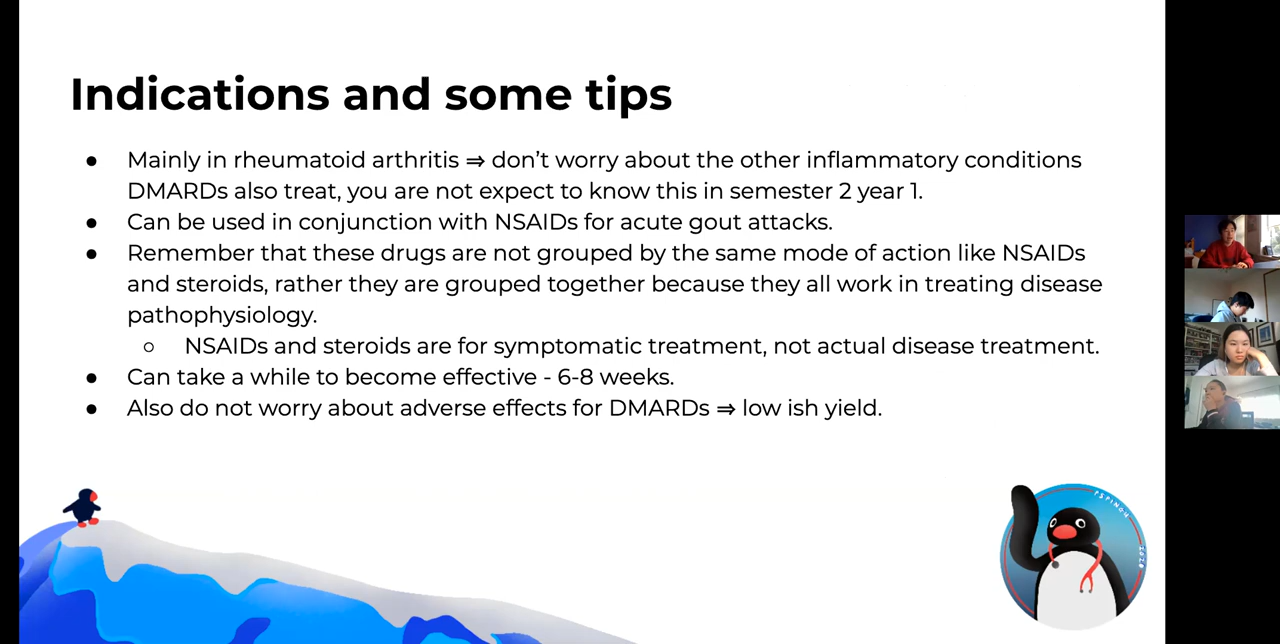 Indications and some tips
● Mainly in rheumatoid arthritis ⇒ don't worry about the other inflammatory conditions
DMARDs also treat, you are not expect to know this in semester 2 year 1.
● Can be used in conjunction with NSAIDs for acute gout attacks.
● Remember that these drugs are not grouped by the same mode of action like NSAIDs
and steroids, rather they are grouped together because they all work in treating disease
pathophysiology.
○ NSAIDs and steroids are for symptomatic treatment, not actual disease treatment.
● Can take a while to become effective - 6-8 weeks.
● Also do not worry about adverse effects for DMARDs ⇒ low ish yield.
2020